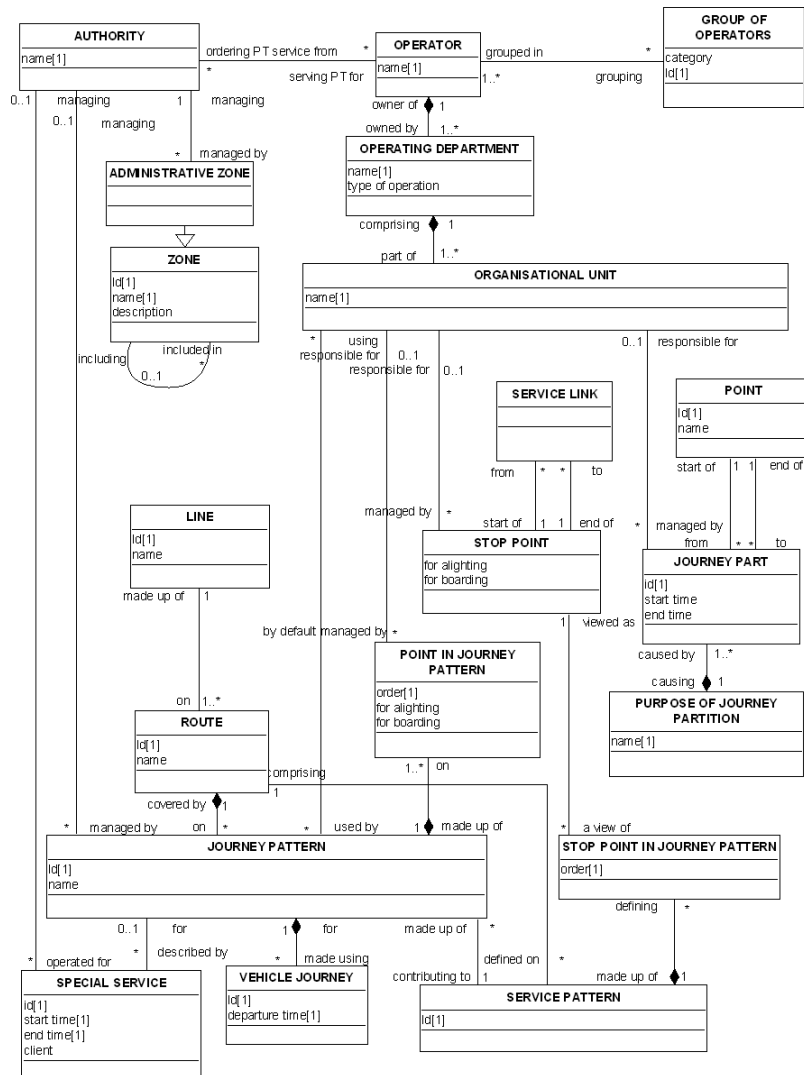 AUTHORITY
name[1]
ordering PT service from
*
*
serving PT for
OPERATOR
name[1]
grouped in
*
1..*
grouping
GROUP OF
OPERATORS
category
Id[1]
0..1
managing
0..1
managing
1
managing
*
managed by
owner of
1
owned by
1..*
ADMINISTRATIVE ZONE
OPERATING DEPARTMENT
name[1]
type of operation
comprising
1
part of
1..*
ZONE
Id[1]
name[1]
description
including
included in
0..1
*
ORGANISATIONAL UNIT
name[1]
*
using
responsible for
0..1
responsible for
0..1
0..1
responsible for
SERVICE LINK
from
*
*
to
start of
1
1
end of
POINT
Id[1]
name
start of
1
1
end of
managed by
*
*
managed by
from
*
*
to
LINE
Id[1]
name
made up of
1
on
1..*
STOP POINT
for alighting
for boarding
1
viewed as
JOURNEY PART
id[1]
start time
end time
caused by
1..*
causing
1
by default managed by
*
POINT IN JOURNEY
PATTERN
order[1]
for alighting
for boarding
1..*
on
PURPOSE OF JOURNEY
PARTITION
name[1]
ROUTE
Id[1]
name
comprising
1
covered by
1
*
managed by
on
*
*
used by
1
made up of
*
a view of
JOURNEY PATTERN
Id[1]
name
STOP POINT IN JOURNEY PATTERN
order[1]
defining
*
0..1
for
1
for
made up of
*
*
operated for
*
described by
*
made using
contributing to
1
defined on
*
made up of
1
SPECIAL SERVICE
id[1]
start time[1]
end time[1]
client
VEHICLE JOURNEY
Id[1]
departure time[1]
SERVICE PATTERN
Id[1]